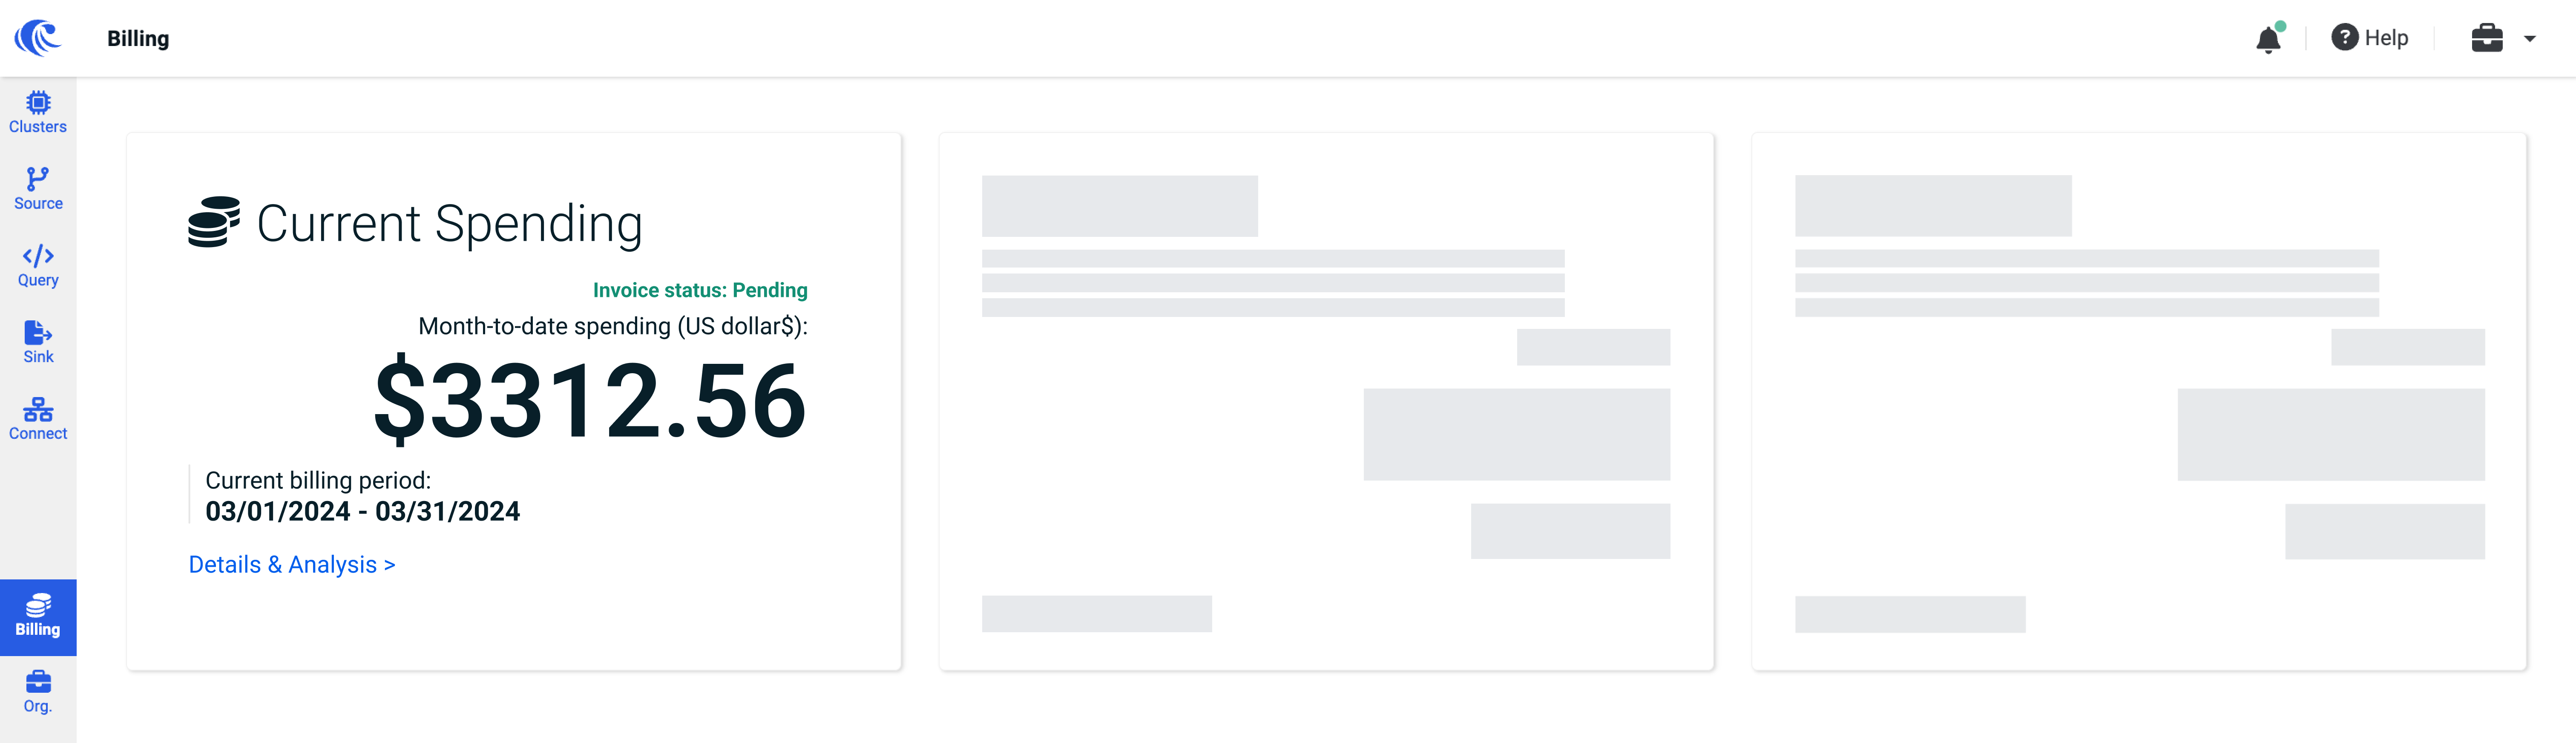 Billing
Help
Clusters
Source
Query
Sink
Connect
Billing
Org.
Current Spending
Invoice status: Pending
Month-to-date spending (US dollar$):
$3312.56
Current billing period:
03/01/2024 - 03/31/2024
Details & Analysis >